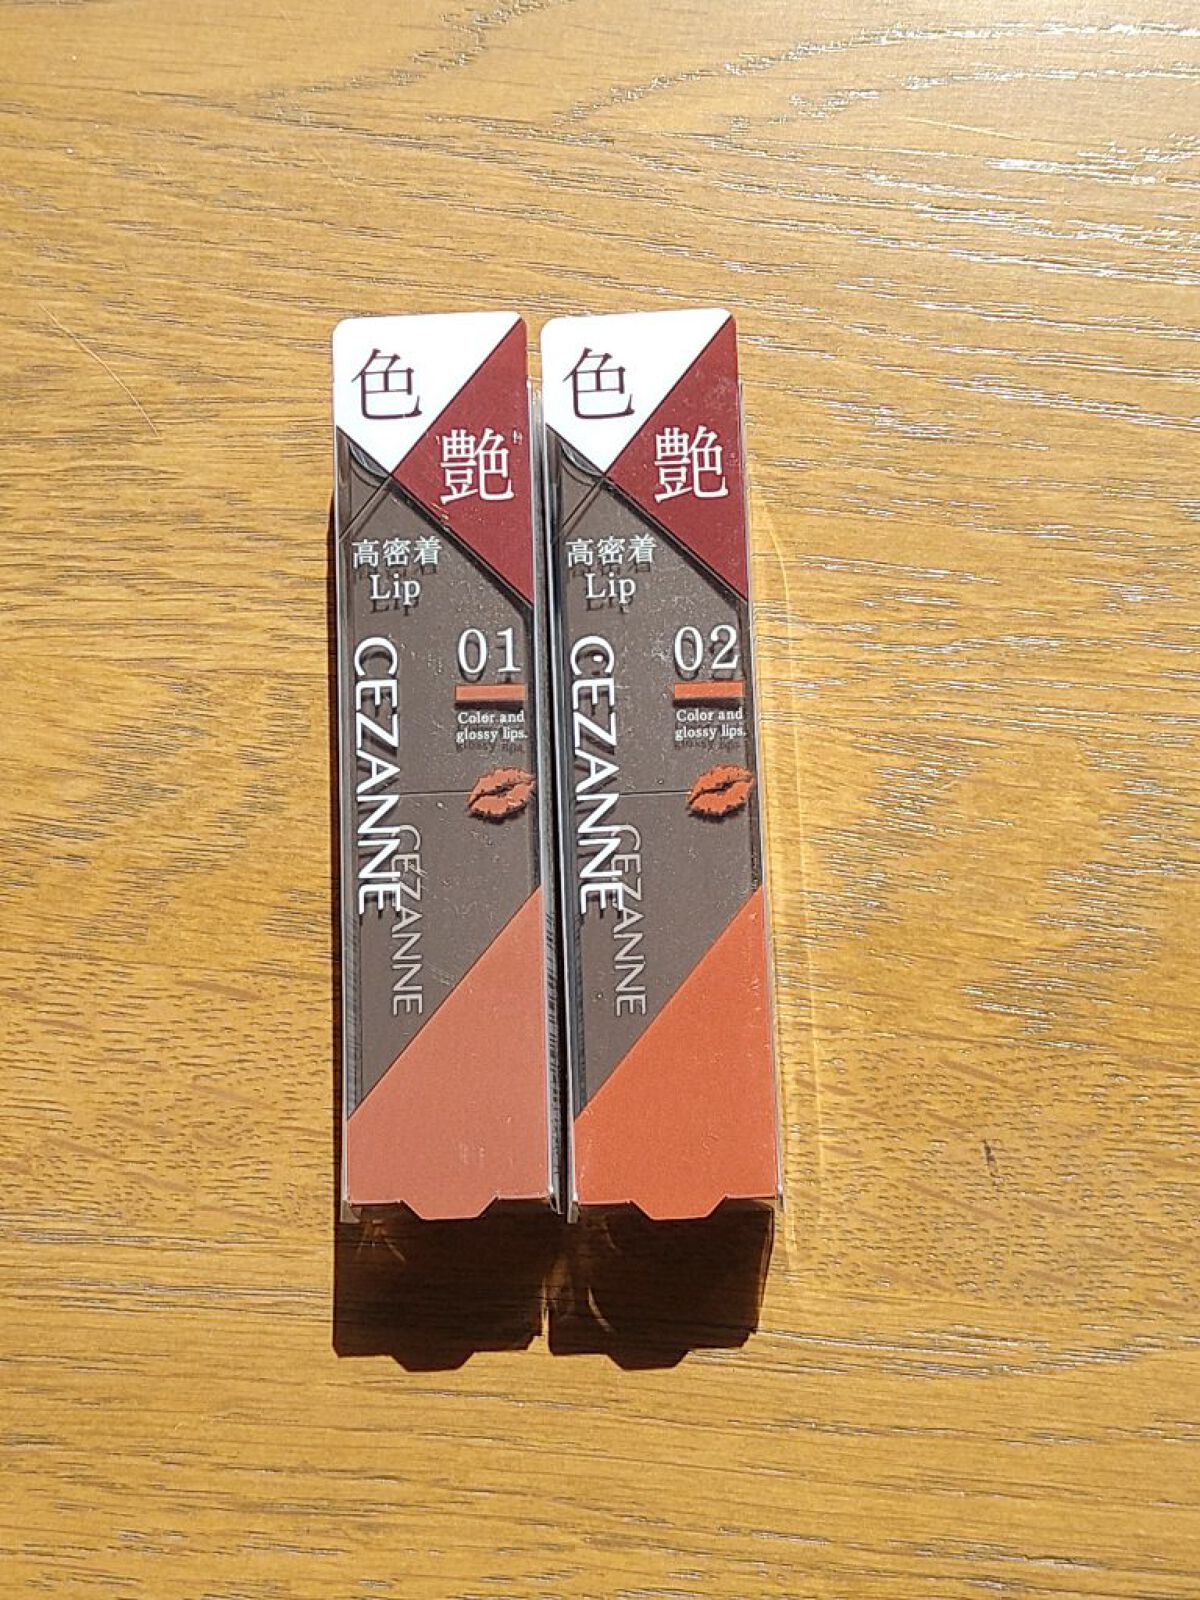 色
艶
高密着
Lip
01
Color and
glossy lips.
CEZANNE
CEZANNE
色
艶
高密着
Lip
02
Color and
glossy lips.
CEZANNE
CEZANNE